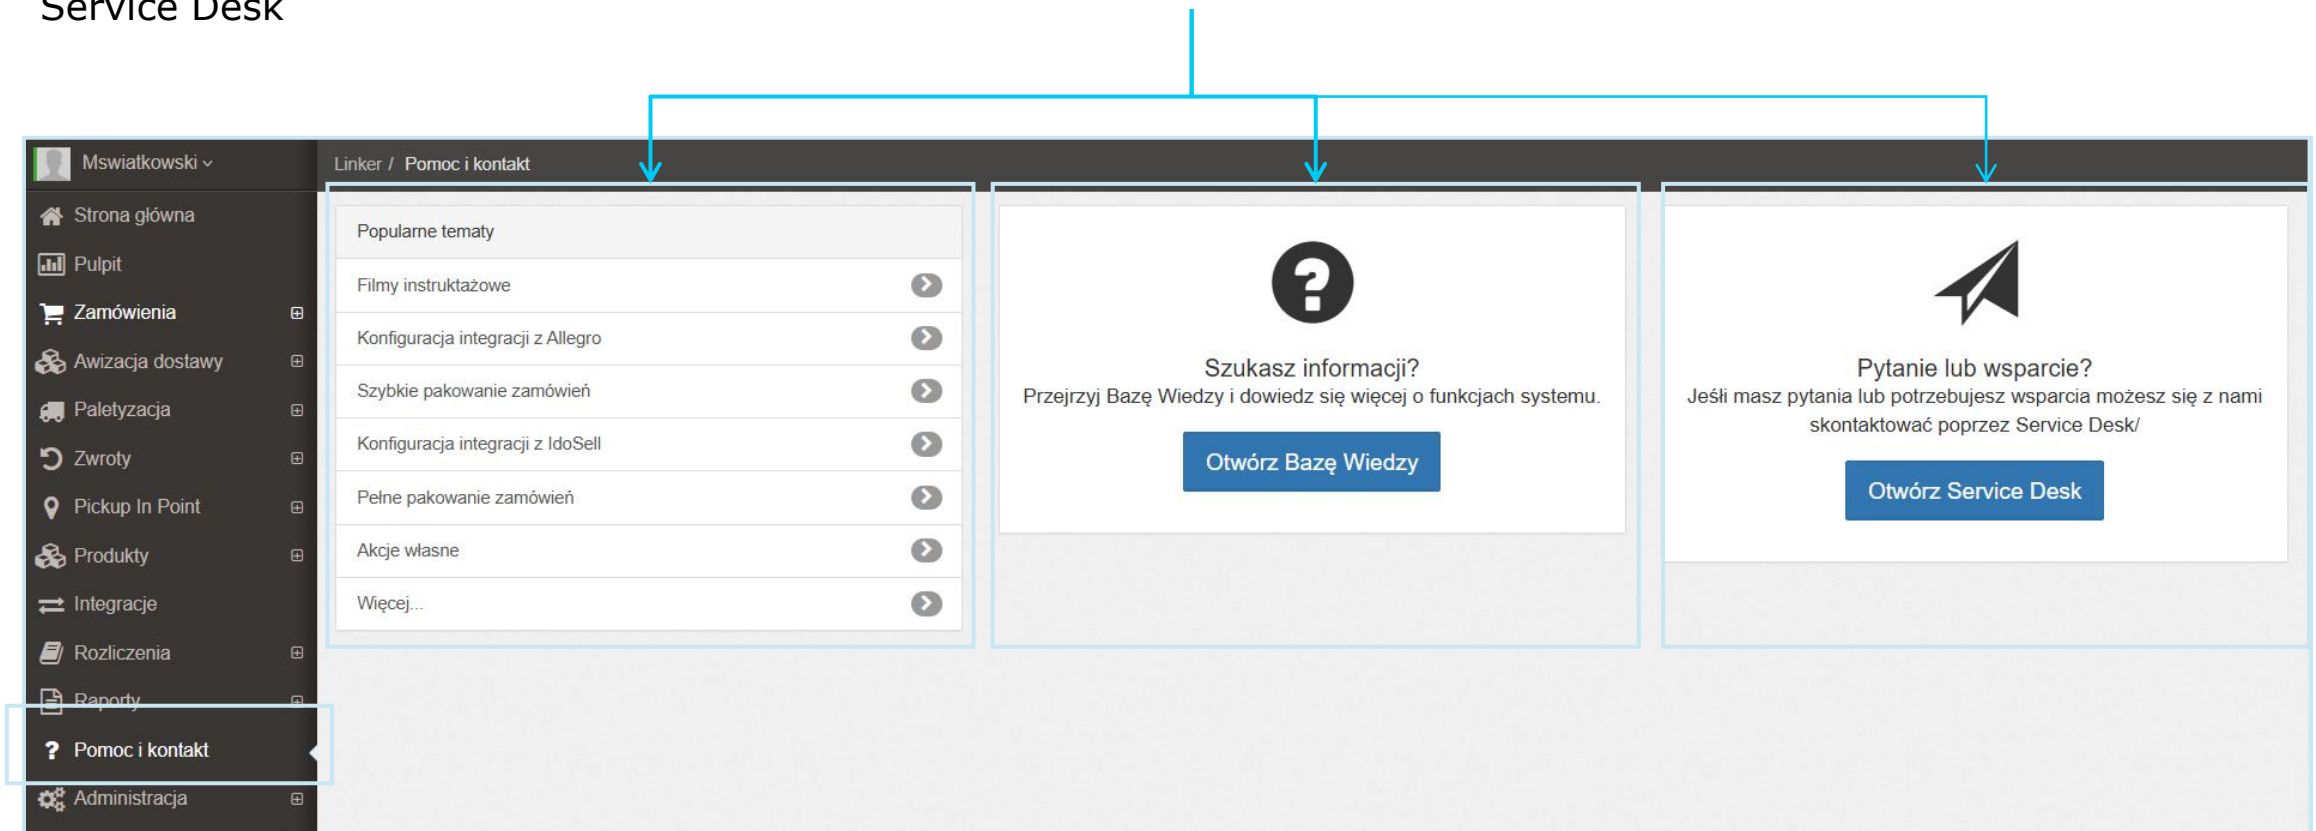 Service Desk
Mswiatkowski
Linker / Pomoc i kontakt
Strona główna
Pulpit
Zamówienia
Awizacja dostawy
Paletyzacja
Zwroty
Pickup In Point
Produkty
Integracje
Rozliczenia
Raporty
Pomoc i kontakt
Administracja
Popularne tematy
Filmy instruktażowe
Konfiguracja integracji z Allegro
Szybkie pakowanie zamówień
Konfiguracja integracji z IdoSell
Pełne pakowanie zamówień
Akcje własne
Więcej...
Szukasz informacji?
Przejrzyj Bazę Wiedzy i dowiedz się więcej o funkcjach systemu.
Otwórz Bazę Wiedzy
Pytanie lub wsparcie?
Jeśłi masz pytania lub potrzebujesz wsparcia możesz się z nami
skontaktować poprzez Service Desk/
Otwórz Service Desk